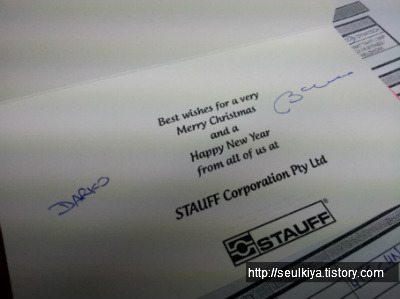 Best wishes for a very
Merry Christmas
and a
Happy New Year
from all of us at
STAUFF Corporation Pty Ltd
DARKO
STAUFF
http://seulkiya.tistory.com